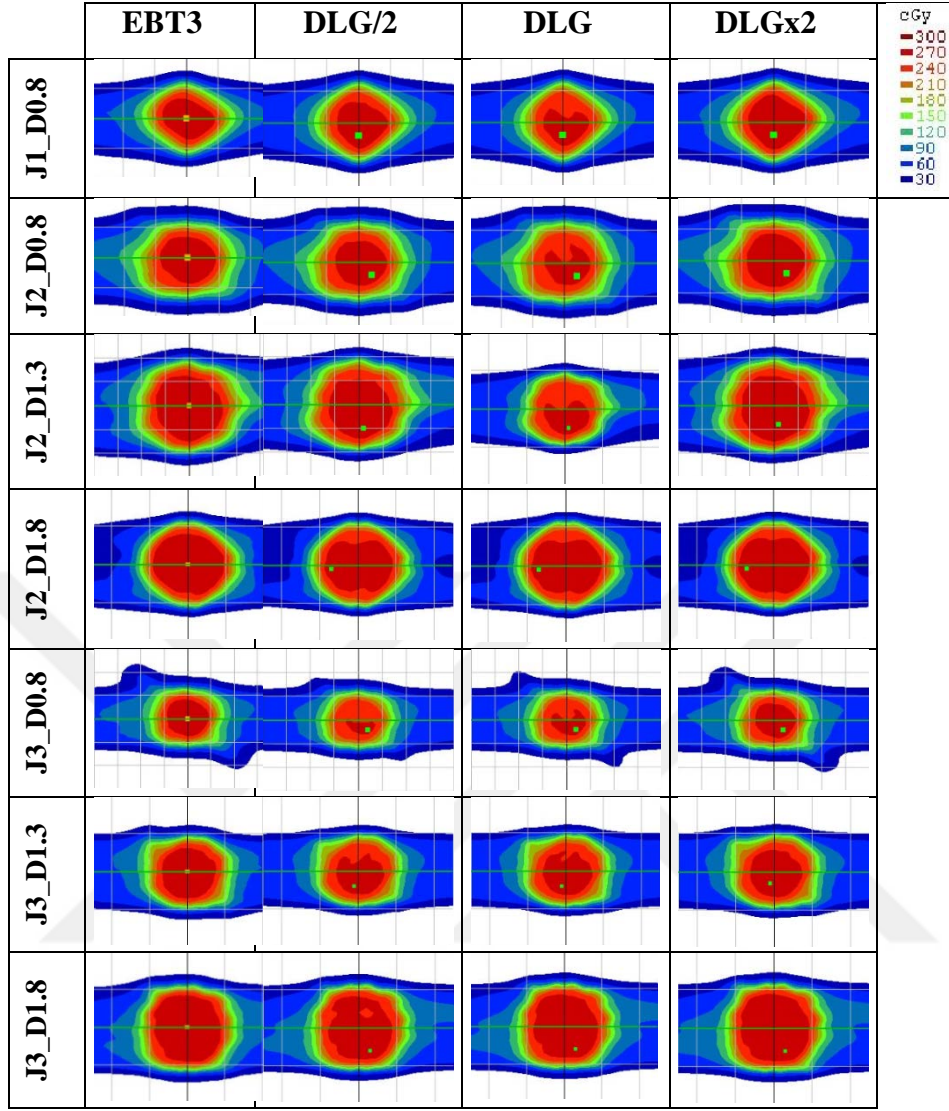 EBT3 DLG/2 DLG DLGx2
cGy
300
270
240
210
180
150
120
90
60
30
J1_D0.8
J2_D0.8
J2_D1.3
J2_D1.8
J3_D0.8
J3_D1.3
J3_D1.8